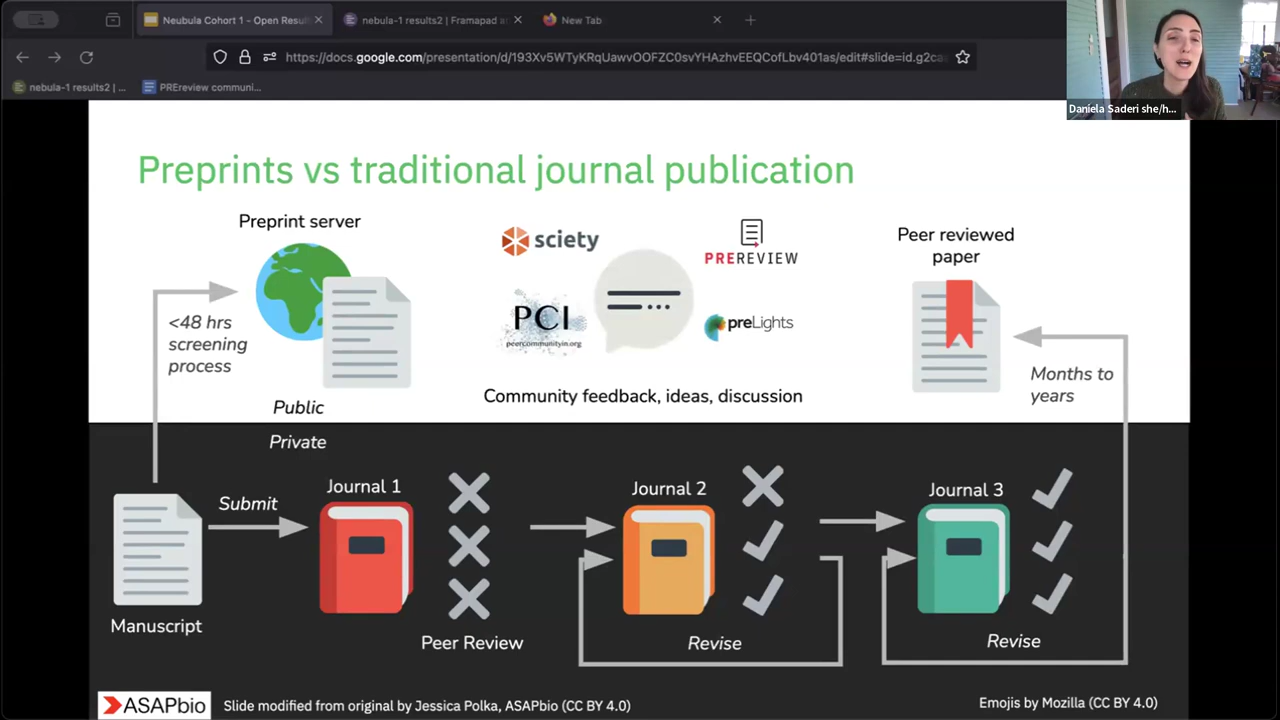 Neubula Cohort 1 - Open Resul
nebula-1 results2 | Framapad
New Tab
https://docs.google.com/presentation/d/193Xv5WTyKRqUawvOOFZC0svYHAzhvEEQCofLbv401as/edit#slide=id.g2ca
nebula-1 results2 | ...
PREreview communi...
Daniela Saderi she/h...
Preprints vs traditional journal publication
Preprint server
sciety
PREREVIEW
Peer reviewed
paper
<48 hrs
screening
process
PCI
peercommunityin.org
preLights
Months to
years
Community feedback, ideas, discussion
Public
Private
Submit
Journal 1
Journal 2
Journal 3
Manuscript
Peer Review
Revise
Revise
ASAPbio
Slide modified from original by Jessica Polka, ASAPbio (CC BY 4.0)
Emojis by Mozilla (CC BY 4.0)